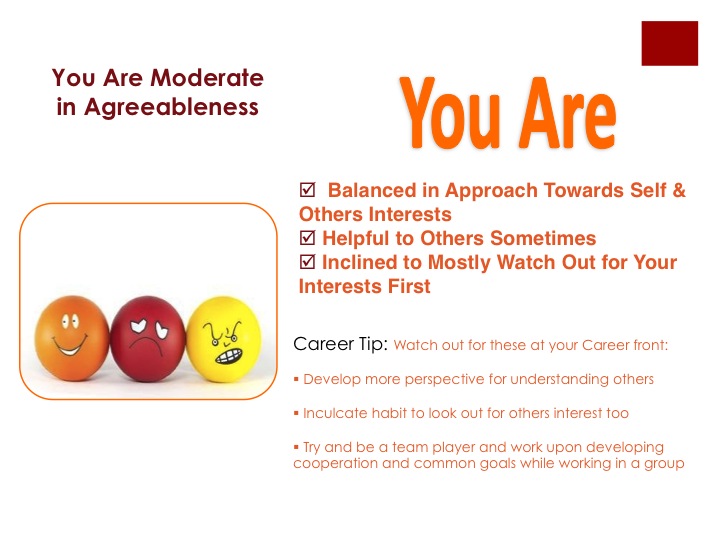 You Are Moderate
in Agreeableness
You Are
☑ Balanced in Approach Towards Self &
Others Interests
☑ Helpful to Others Sometimes
☑ Inclined to Mostly Watch Out for Your
Interests First
Career Tip: Watch out for these at your Career front:
▪ Develop more perspective for understanding others
▪ Inculcate habit to look out for others interest too
▪ Try and be a team player and work upon developing
cooperation and common goals while working in a group